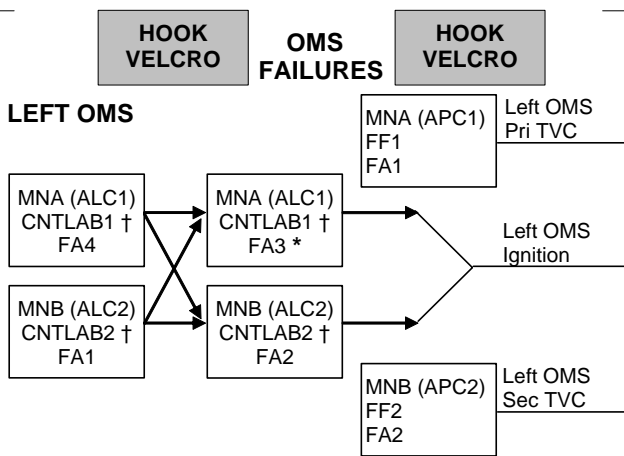 HOOK
VELCRO
OMS
FAILURES
HOOK
VELCRO
LEFT OMS
MNA (APC1)
FF1
FA1
Left OMS
Pri TVC
MNA (ALC1)
CNTLAB1 †
FA4
MNA (ALC1)
CNTLAB1 †
FA3 *
Left OMS
Ignition
MNB (ALC2)
CNTLAB2 †
FA1
MNB (ALC2)
CNTLAB2 †
FA2
MNB (APC2)
FF2
FA2
Left OMS
Sec TVC